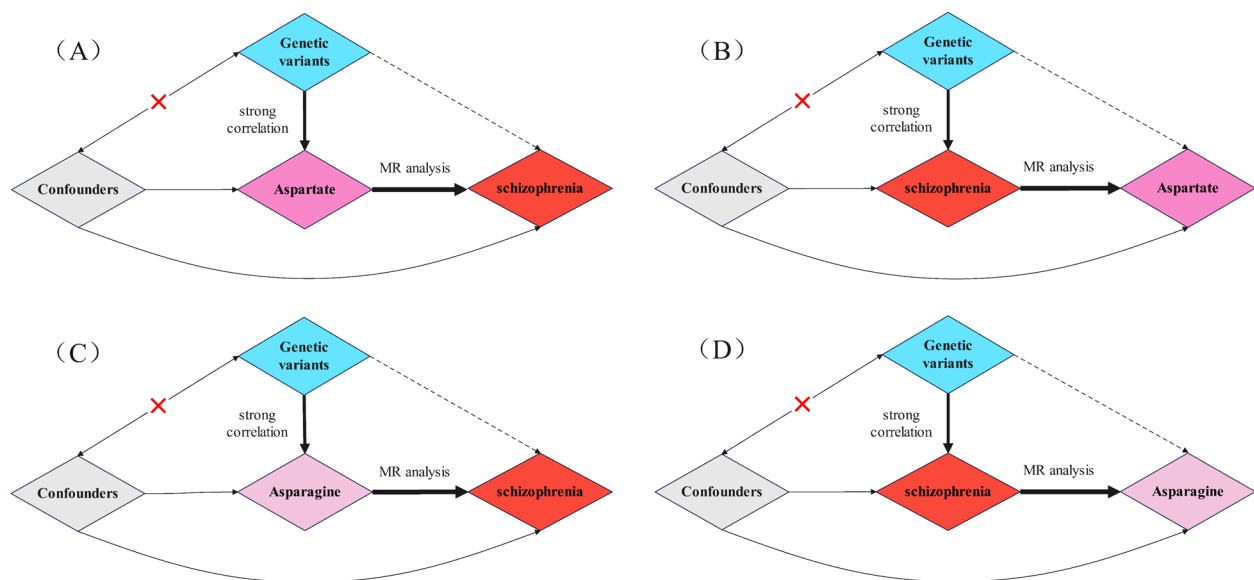 (A)
Genetic
variants
strong
correlation
MR analysis
Confounders
Aspartate
schizophrenia
(B)
Genetic
variants
strong
correlation
MR analysis
Confounders
schizophrenia
Aspartate
(C)
Genetic
variants
strong
correlation
MR analysis
Confounders
Asparagine
schizophrenia
(D)
Genetic
variants
strong
correlation
MR analysis
Confounders
schizophrenia
Asparagine